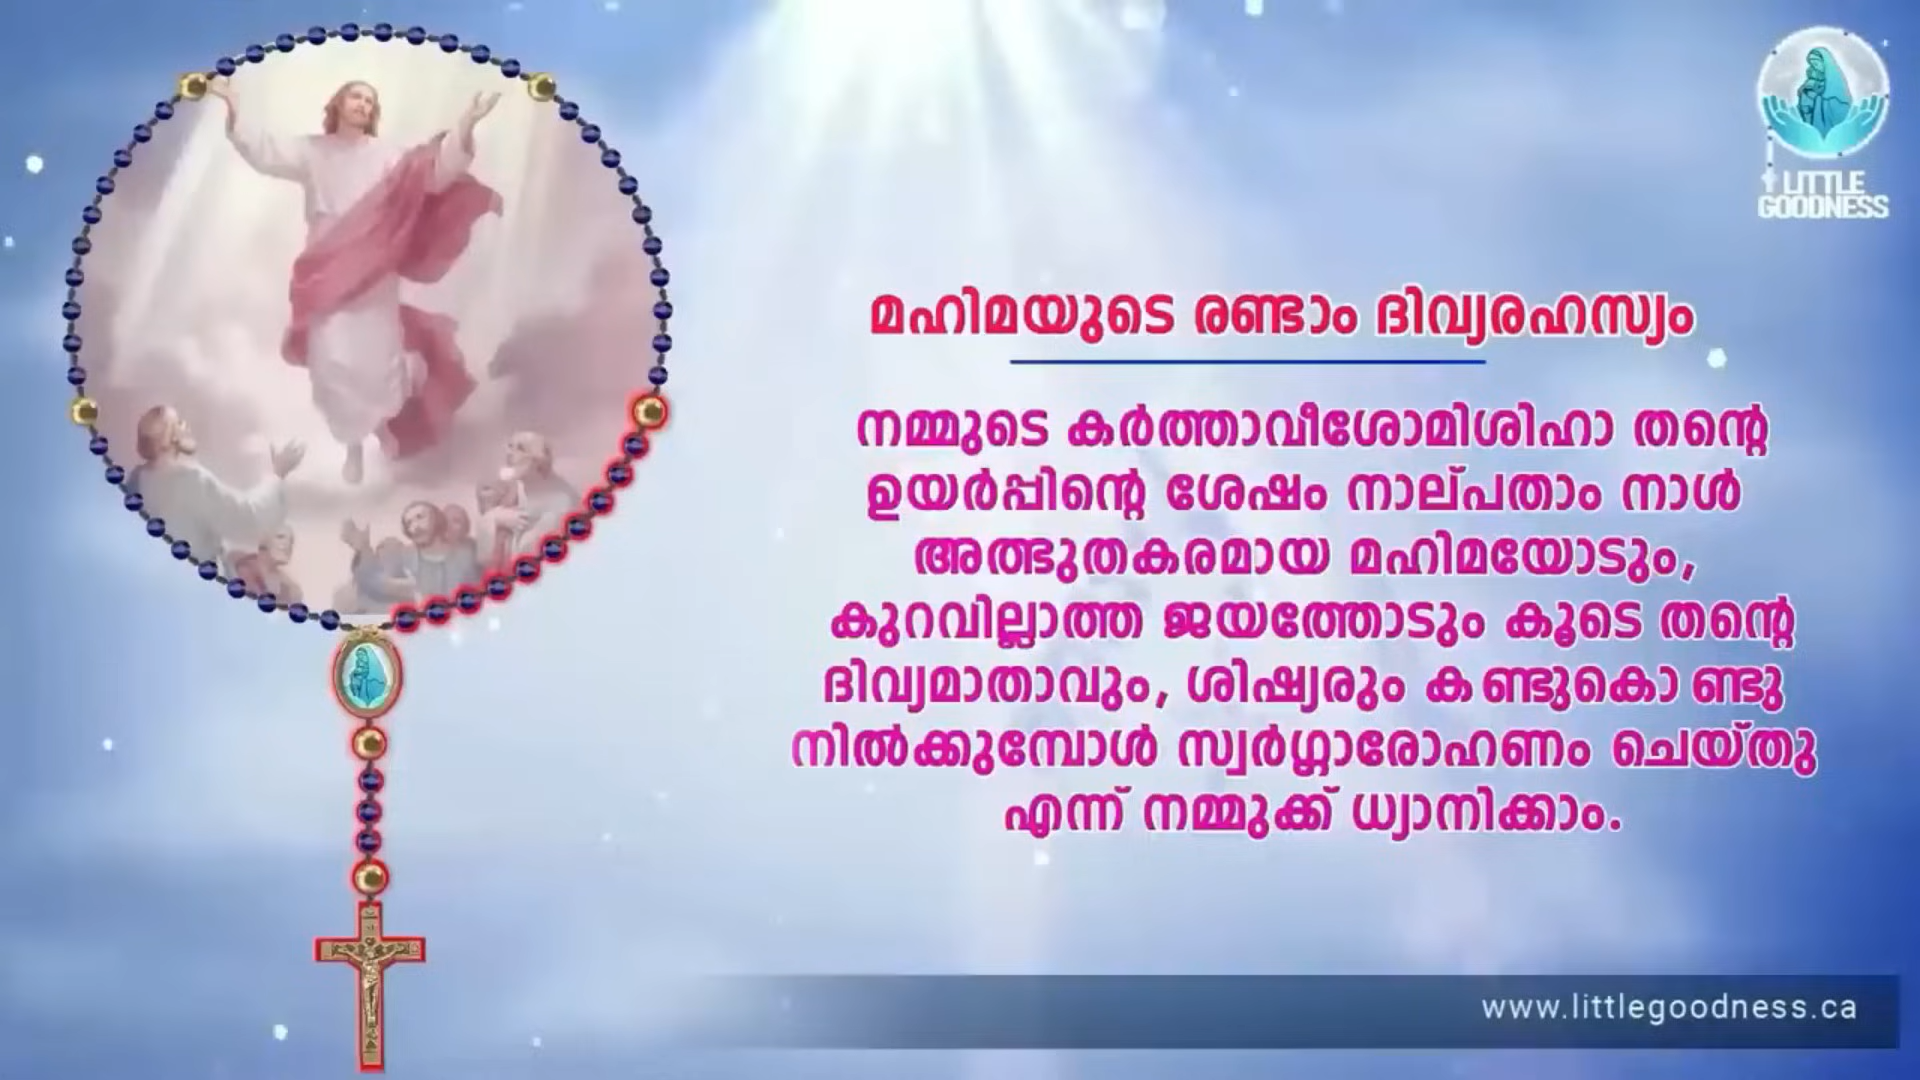 LITTLE
GOODNESS
മഹിമയുടെ രണ്ടാം ദിവ്യരഹസ്യം
നമ്മുടെ കർത്താവീശോമിശിഹാ തന്റെ
ഉയർപ്പിന്റെ ശേഷം നാല്പതാം നാൾ
അത്ഭുതകരമായ മഹിമയോടും,
കുറവില്ലാത്ത ജയത്തോടും കൂടെ തന്റെ
ദിവ്യമാതാവും, ശിഷ്യരും കണ്ടുകൊണ്ടു
നിൽക്കുമ്പോൾ സ്വർഗ്ഗാരോഹണം ചെയ്തു
എന്ന് നമ്മുക്ക് ധ്യാനിക്കാം.
www.littlegoodness.ca